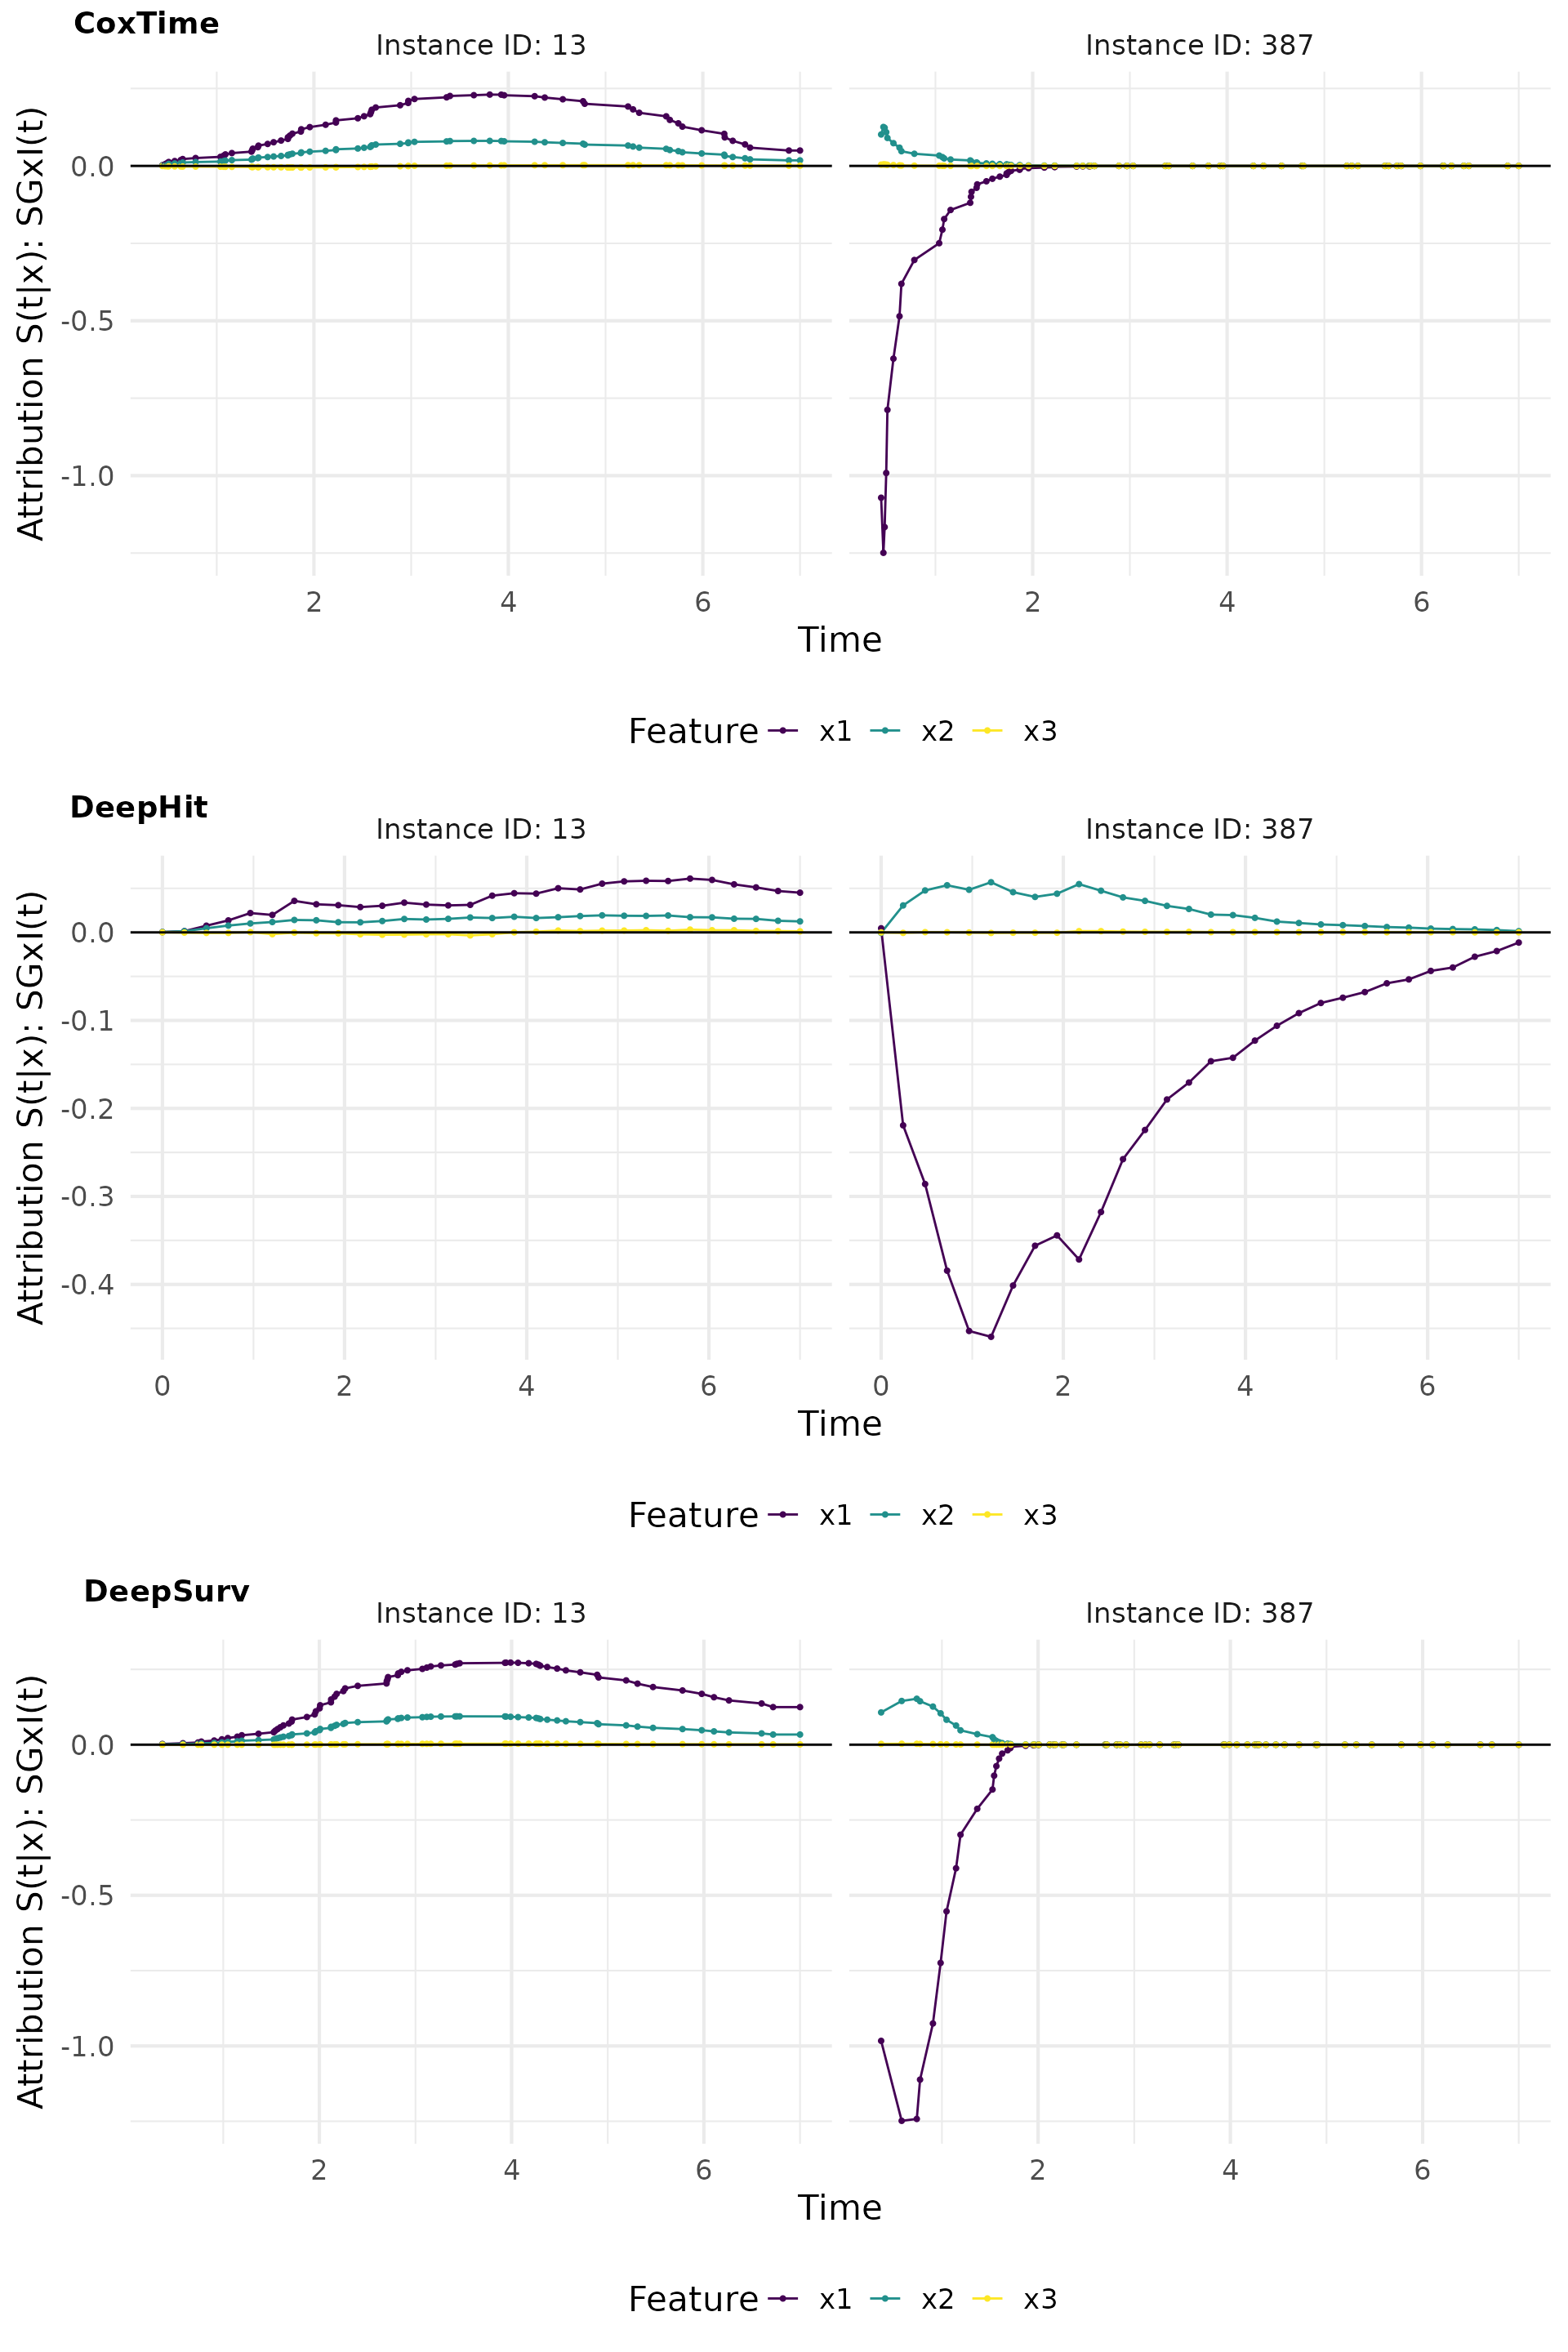 CoxTime
Instance ID: 13
Instance ID: 387
Attribution S(t|x): SGxI(t)
0.0
-0.5
-1.0
2 4 6
2 4 6
Time
Feature x1 x2 x3
DeepHit
Instance ID: 13
Instance ID: 387
Attribution S(t|x): SGxI(t)
0.0
-0.1
-0.2
-0.3
-0.4
0 2 4 6
0 2 4 6
Time
Feature x1 x2 x3
DeepSurv
Instance ID: 13
Instance ID: 387
Attribution S(t|x): SGxI(t)
0.0
-0.5
-1.0
2 4 6
2 4 6
Time
Feature x1 x2 x3